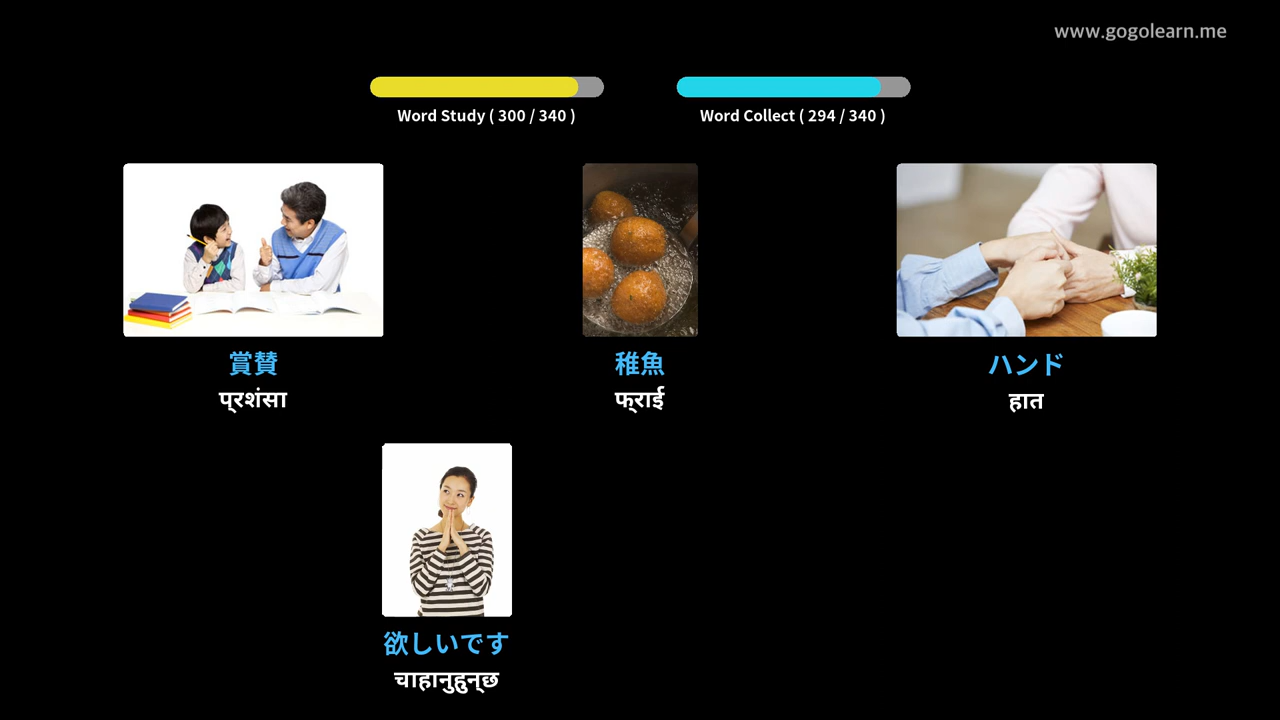 www.gogolearn.me
Word Study ( 300 / 340 )
Word Collect ( 294 / 340 )
賞賛
प्रशंसा
稚魚
फ्राई
ハンド
हात
欲しいです
चाहानुहुन्छ